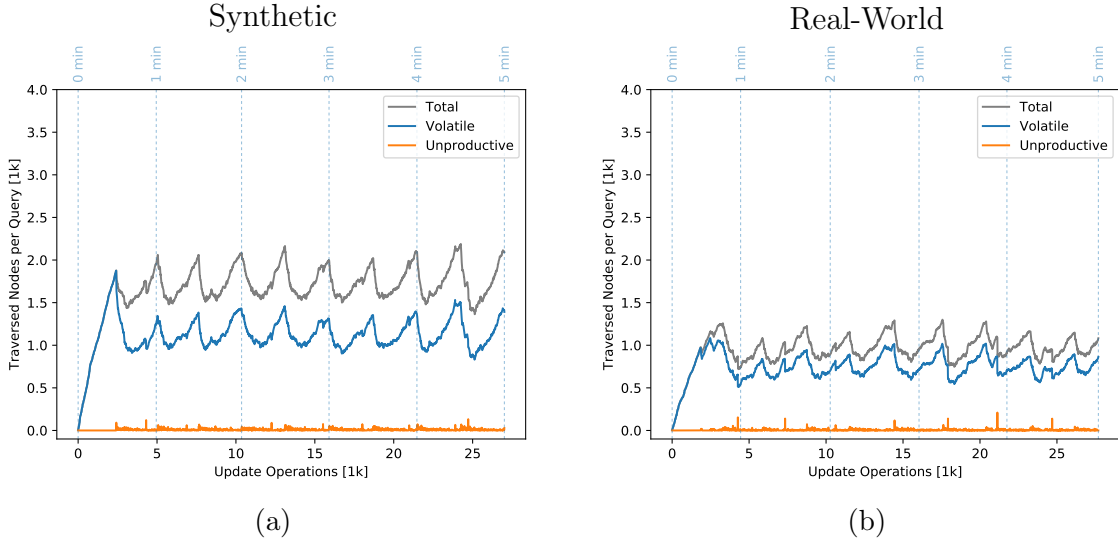 Synthetic
0 min
1 min
2 min
3 min
4 min
5 min
4.0
3.5
3.0
2.5
2.0
1.5
1.0
0.5
0.0
Traversed Nodes per Query [1k]
Total
Volatile
Unproductive
0
5
10
15
20
25
Update Operations [1k]
(a)
Real-World
0 min
1 min
2 min
3 min
4 min
5 min
4.0
3.5
3.0
2.5
2.0
1.5
1.0
0.5
0.0
Traversed Nodes per Query [1k]
Total
Volatile
Unproductive
0
5
10
15
20
25
Update Operations [1k]
(b)